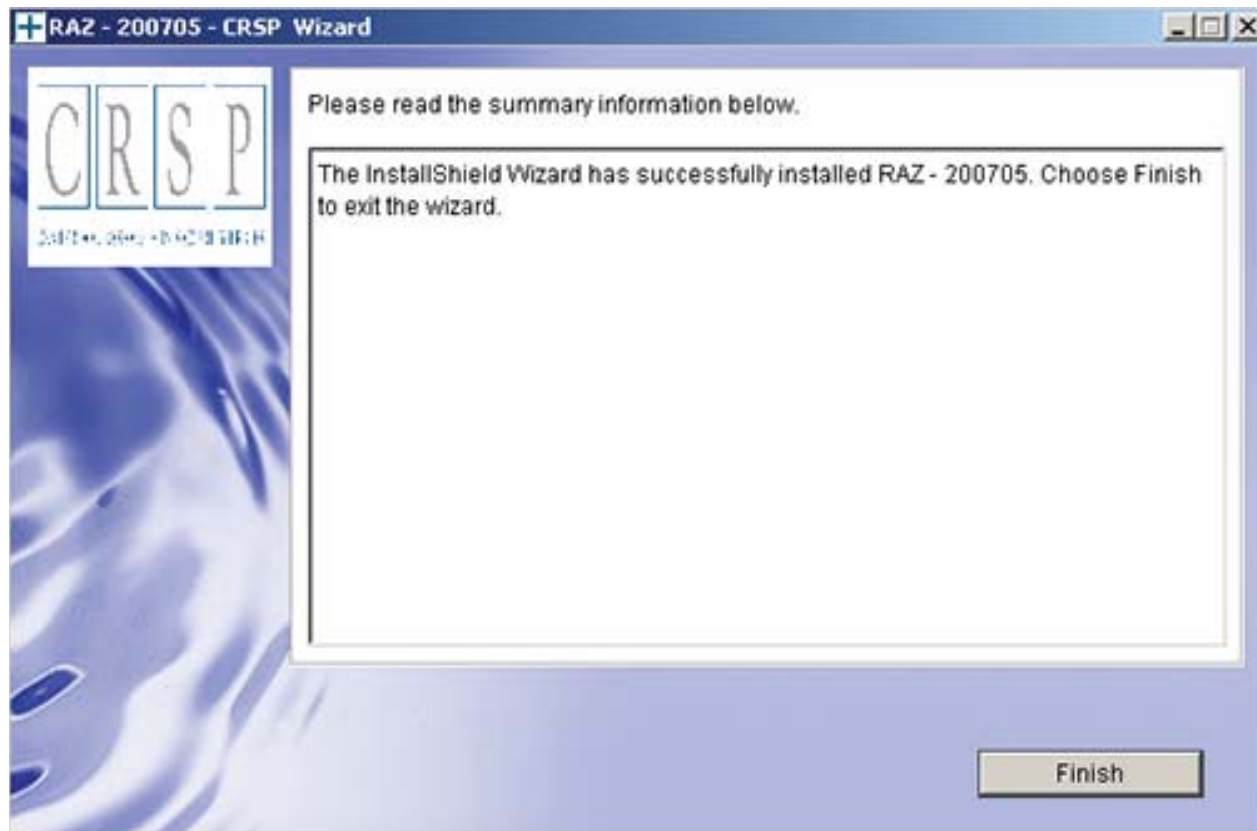 RAZ - 200705 - CRSP Wizard
CRSP
Please read the summary information below.
The InstallShield Wizard has successfully installed RAZ - 200705. Choose Finish
to exit the wizard.
Finish